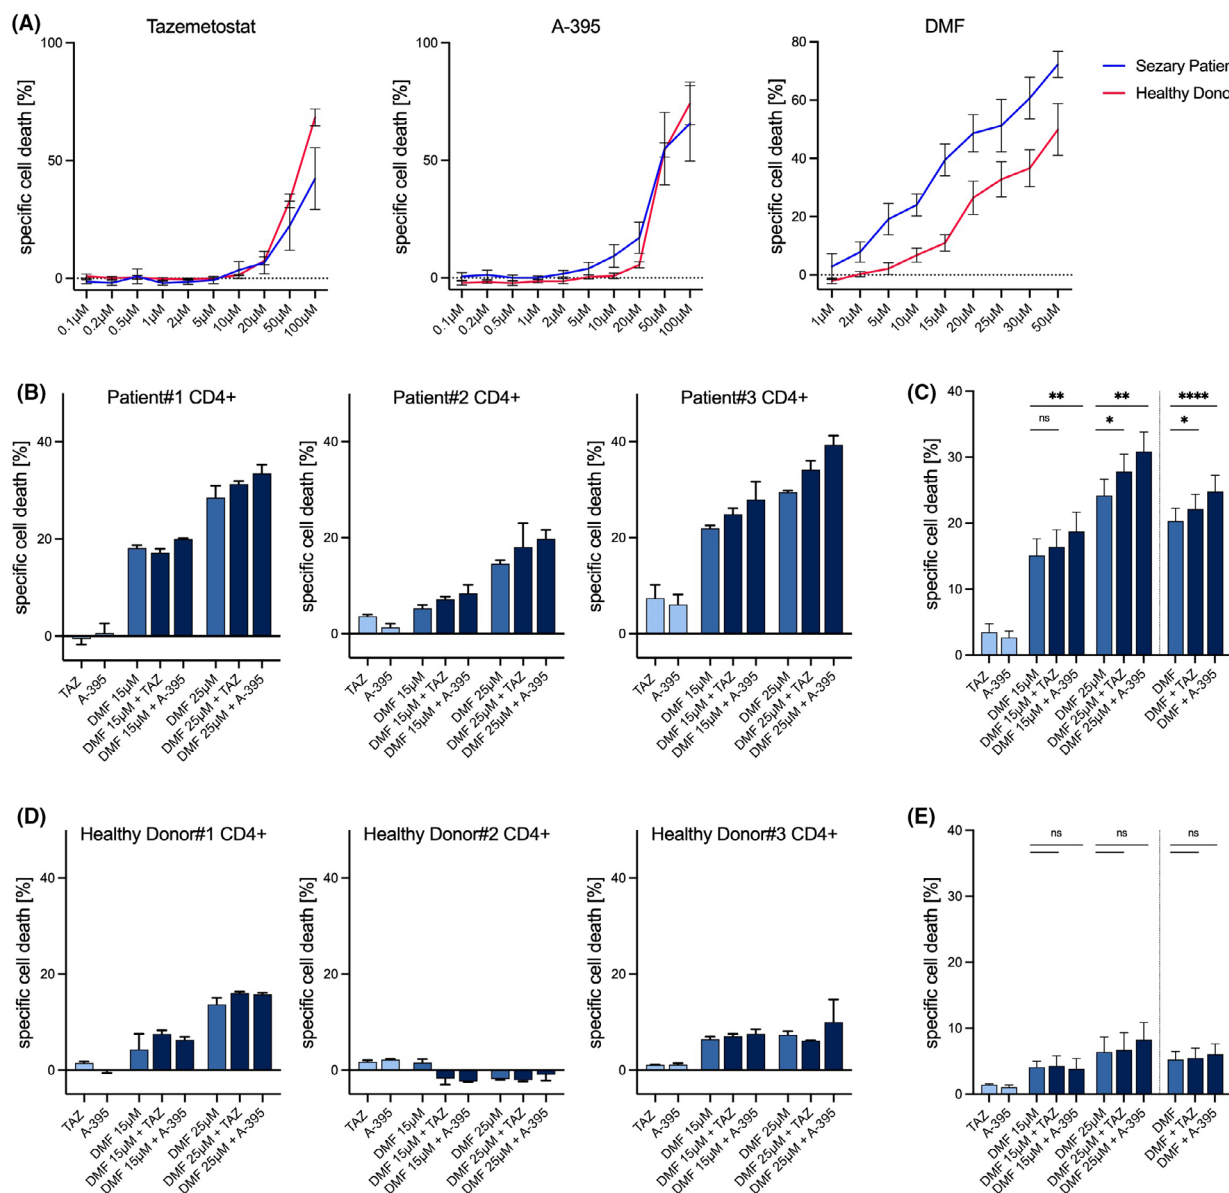 (A)
Tazemetostat
A-395
DMF
specific cell death [%]
100
50
0
0.1µM
0.2µM
0.5µM
1µM
2µM
5µM
10µM
20µM
50µM
100µM
specific cell death [%]
100
50
0
0.1µM
0.2µM
0.5µM
1µM
2µM
5µM
10µM
20µM
50µM
100µM
specific cell death [%]
80
60
40
20
0
1µM
2µM
5µM
10µM
15µM
20µM
25µM
30µM
50µM
Sezary Patien
Healthy Dono
(B)
Patient#1 CD4+
specific cell death [%]
40
20
0
TAZ
A-395
DMF 15µM
DMF 15µM + TAZ
DMF 15µM + A-395
DMF 25µM
DMF 25µM + TAZ
DMF 25µM + A-395
Patient#2 CD4+
specific cell death [%]
40
20
0
TAZ
A-395
DMF 15µM
DMF 15µM + TAZ
DMF 15µM + A-395
DMF 25µM
DMF 25µM + TAZ
DMF 25µM + A-395
Patient#3 CD4+
specific cell death [%]
40
20
0
TAZ
A-395
DMF 15µM
DMF 15µM + TAZ
DMF 15µM + A-395
DMF 25µM
DMF 25µM + TAZ
DMF 25µM + A-395
(C)
specific cell death [%]
40
30
20
10
0
**
ns
**
*
****
*
TAZ
A-395
DMF 15µM
DMF 15µM + TAZ
DMF 15µM + A-395
DMF 25µM
DMF 25µM + TAZ
DMF 25µM + A-395
DMF
DMF + TAZ
DMF + A-395
(D)
Healthy Donor#1 CD4+
specific cell death [%]
40
20
0
TAZ
A-395
DMF 15µM
DMF 15µM + TAZ
DMF 15µM + A-395
DMF 25µM
DMF 25µM + TAZ
DMF 25µM + A-395
Healthy Donor#2 CD4+
specific cell death [%]
40
20
0
TAZ
A-395
DMF 15µM
DMF 15µM + TAZ
DMF 15µM + A-395
DMF 25µM
DMF 25µM + TAZ
DMF 25µM + A-395
Healthy Donor#3 CD4+
specific cell death [%]
40
20
0
TAZ
A-395
DMF 15µM
DMF 15µM + TAZ
DMF 15µM + A-395
DMF 25µM
DMF 25µM + TAZ
DMF 25µM + A-395
(E)
specific cell death [%]
40
30
20
10
0
ns
ns
ns
TAZ
A-395
DMF 15µM
DMF 15µM + TAZ
DMF 15µM + A-395
DMF 25µM
DMF 25µM + TAZ
DMF 25µM + A-395
DMF
DMF + TAZ
DMF + A-395